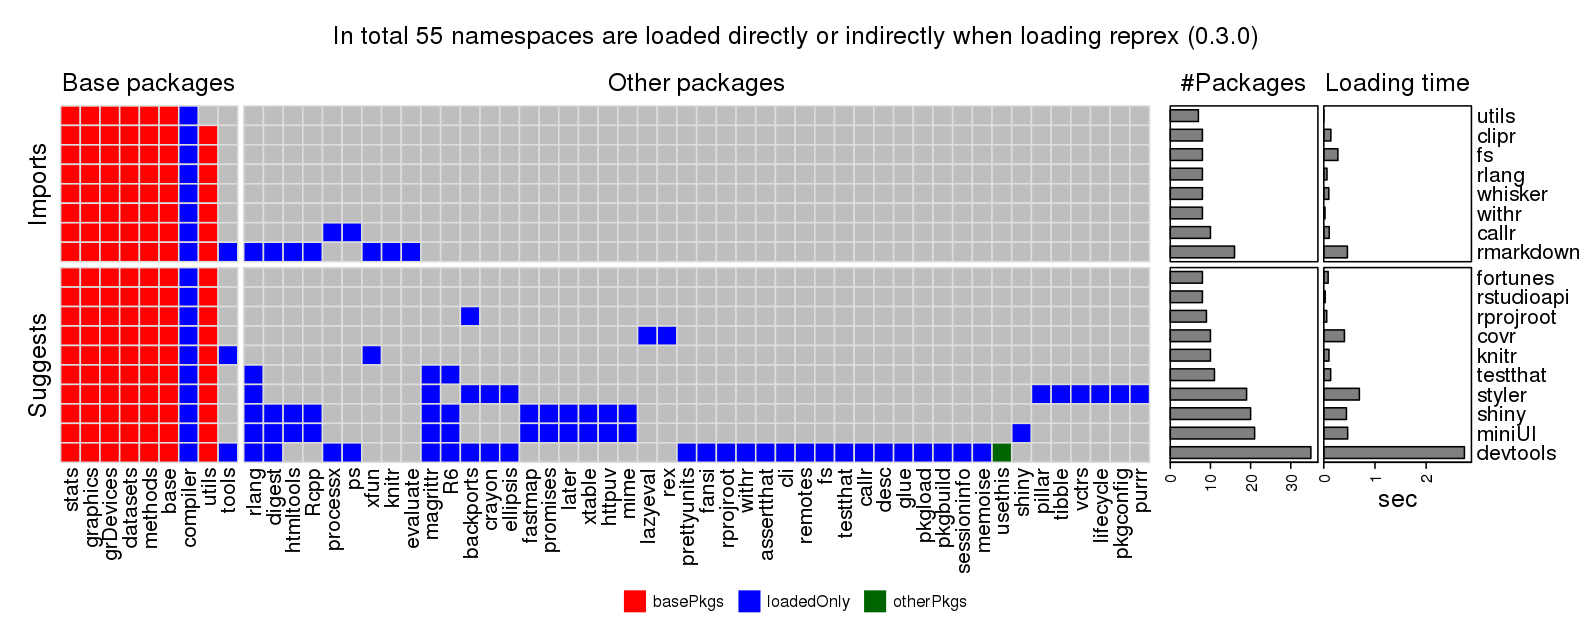 In total 55 namespaces are loaded directly or indirectly when loading reprex (0.3.0)
Base packages
Other packages
#Packages
Loading time
Imports
utils
clipr
fs
rlang
whisker
withr
callr
rmarkdown
Suggests
fortunes
rstudioapi
rprojroot
covr
knitr
testthat
styler
shiny
miniUI
devtools
stats
graphics
grDevices
datasets
methods
base
compiler
utils
tools
rlang
digest
htmltools
Rcpp
processx
ps
xfun
knitr
evaluate
magrittr
R6
backports
crayon
ellipsis
fastmap
promises
later
xtable
httpuv
mime
lazyeval
rex
prettyunits
fansi
rprojroot
withr
assertthat
cli
remotes
fs
testthat
callr
desc
glue
pkgload
pkgbuild
sessioninfo
memoise
usethis
shiny
pillar
tibble
vctrs
lifecycle
pkgconfig
purrr
0
10
20
30
0
1
2
sec
basePkgs
loadedOnly
otherPkgs